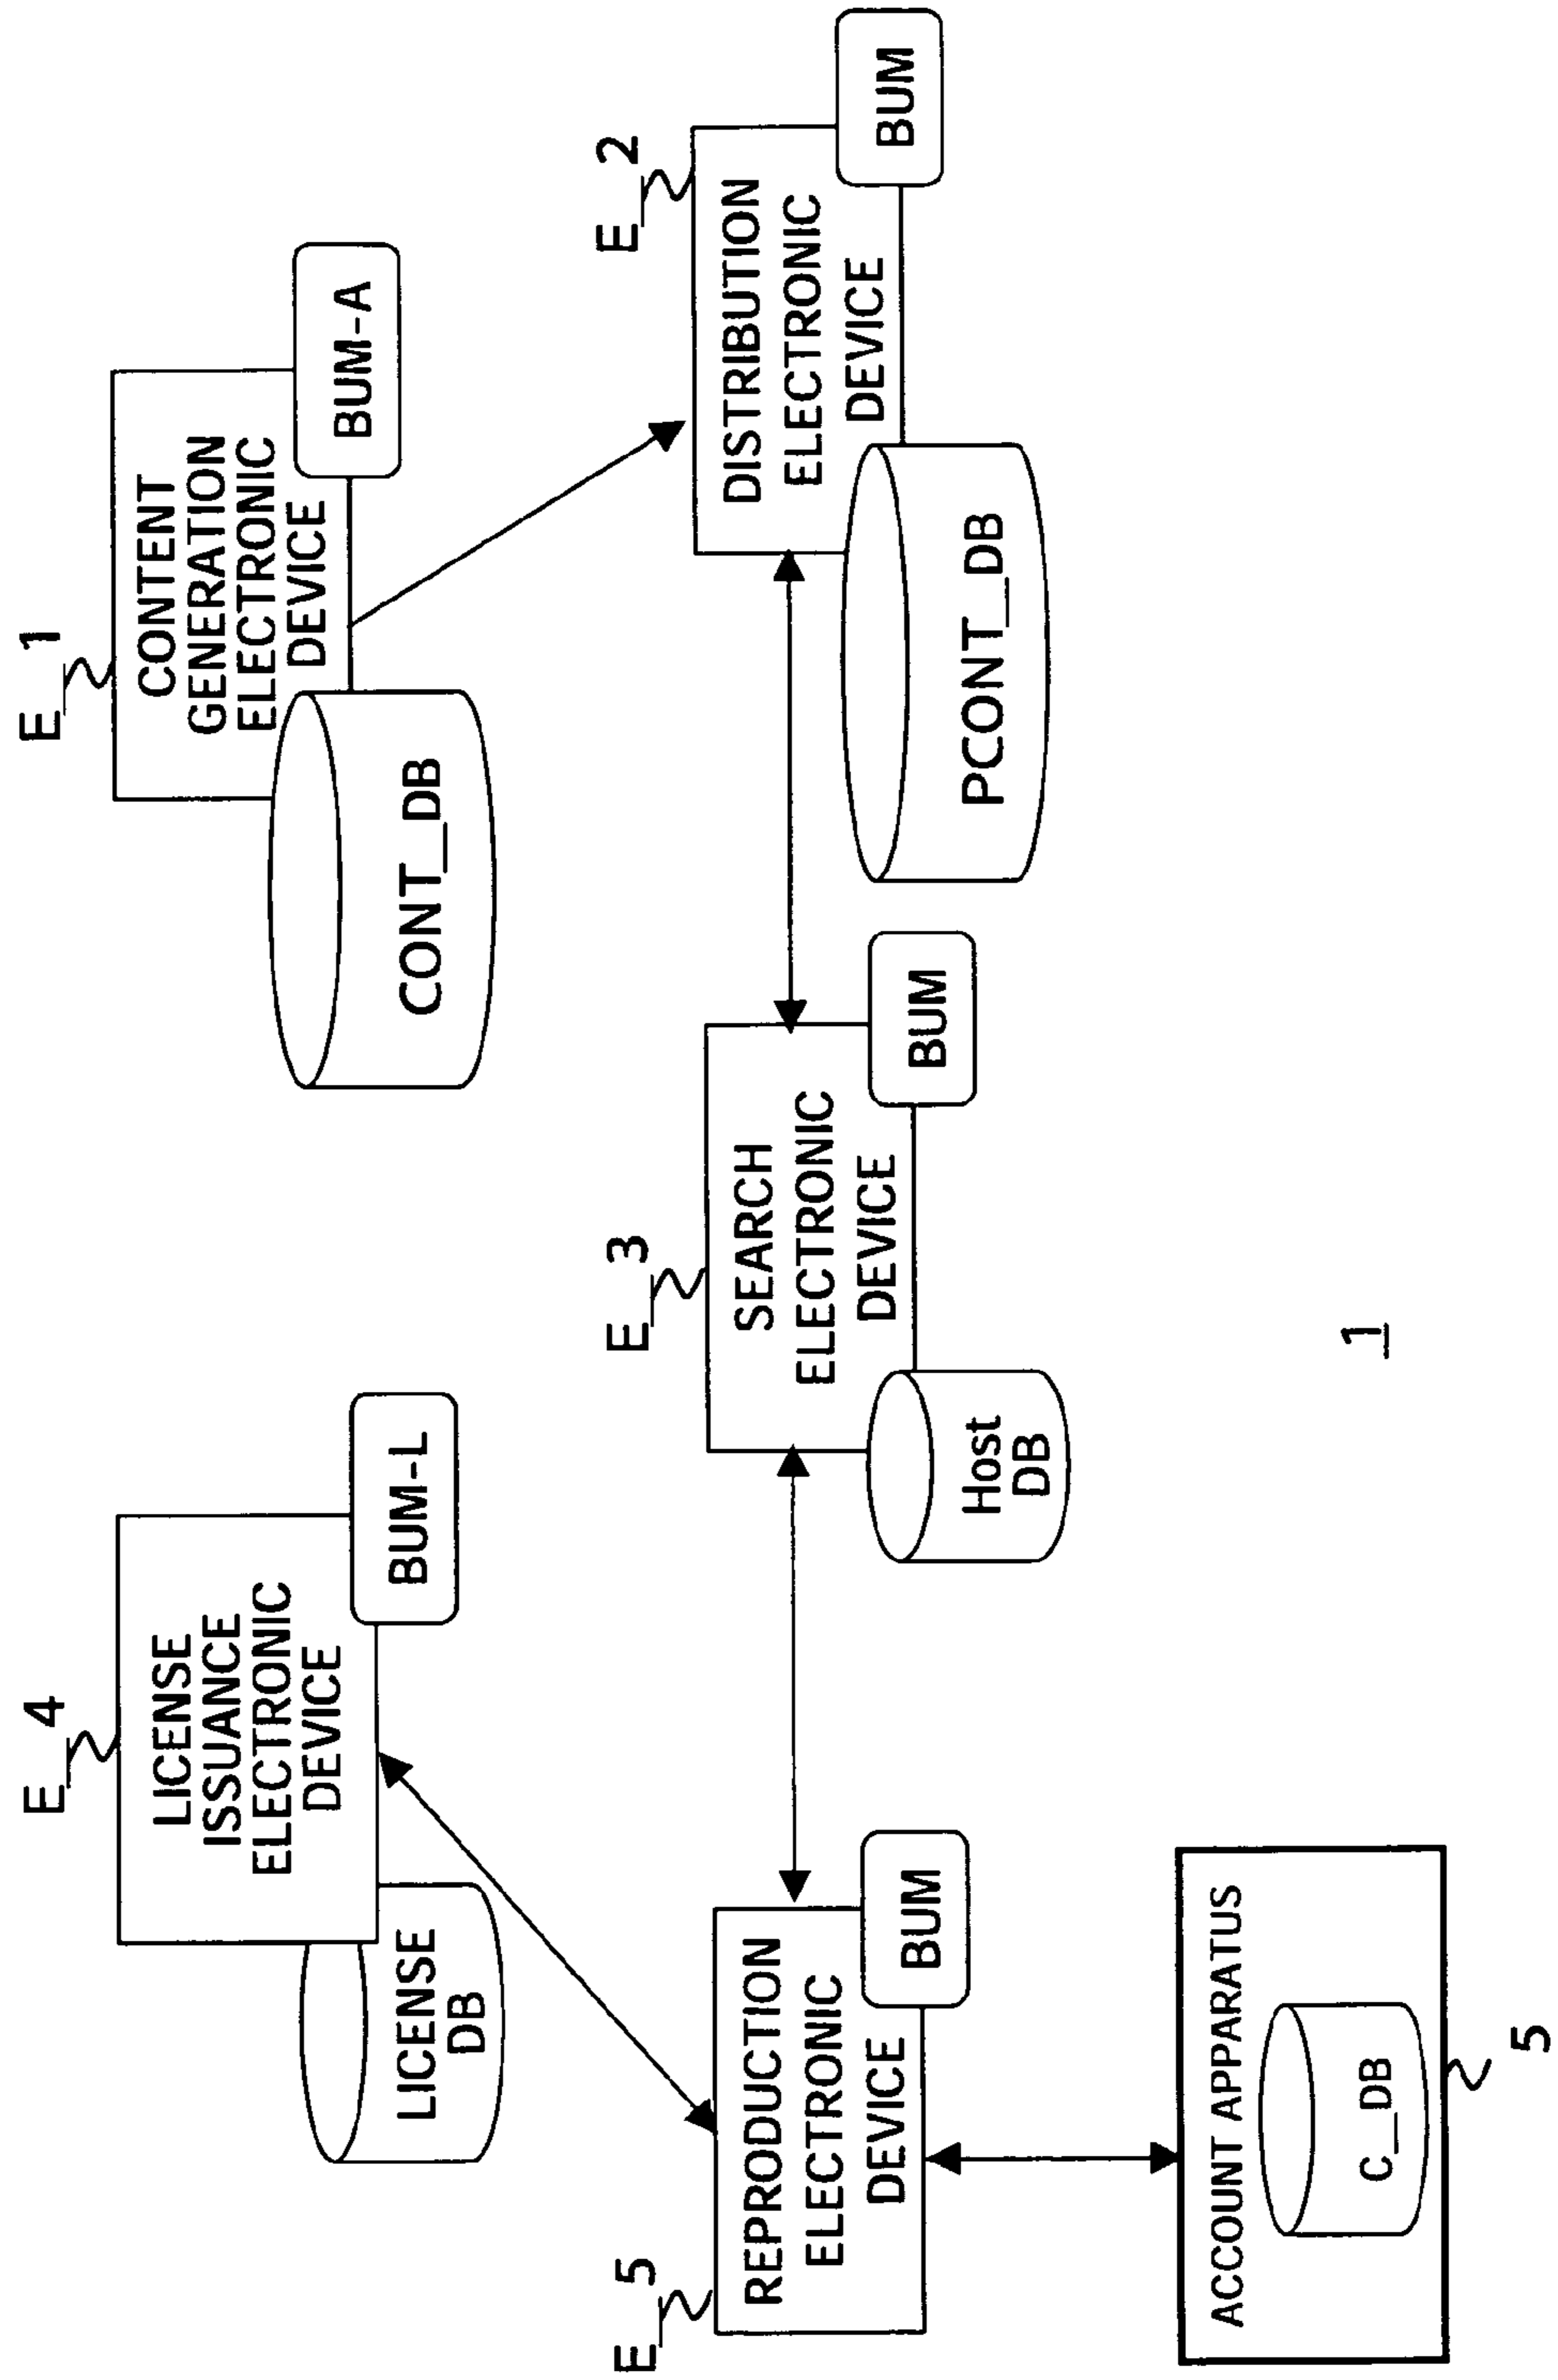 E_4
LICENSE
ISSUANCE
ELECTRONIC
DEVICE
BUM-L
LICENSE
DB
E_1
CONTENT
GENERATION
ELECTRONIC
DEVICE
BUM-A
CONT_DB
E_5
REPRODUCTION
ELECTRONIC
DEVICE
BUM
E_3
SEARCH
ELECTRONIC
DEVICE
BUM
Host
DB
E_2
DISTRIBUTION
ELECTRONIC
DEVICE
BUM
PCONT_DB
ACCOUNT APPARATUS
C_DB
5
1